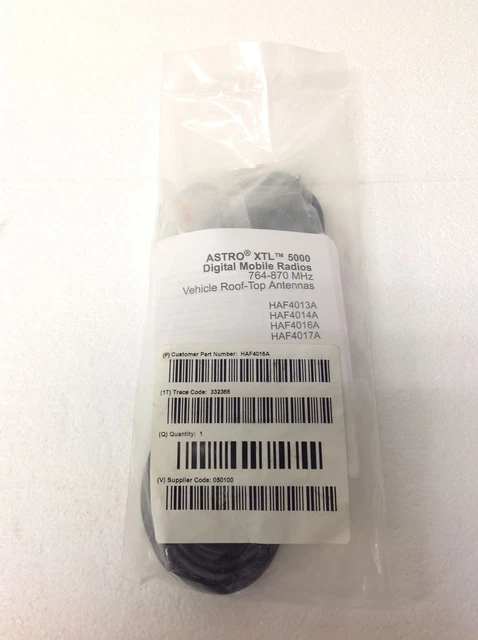 ASTRO® XTL™ 5000
Digital Mobile Radios
764-870 MHz
Vehicle Roof-Top Antennas
HAF4013A
HAF4014A
HAF4016A
HAF4017A
(P) Customer Part Number: HAF4016A
(1T) Trace Code: 332366
(Q) Quantity: 1
(V) Supplier Code: 050100